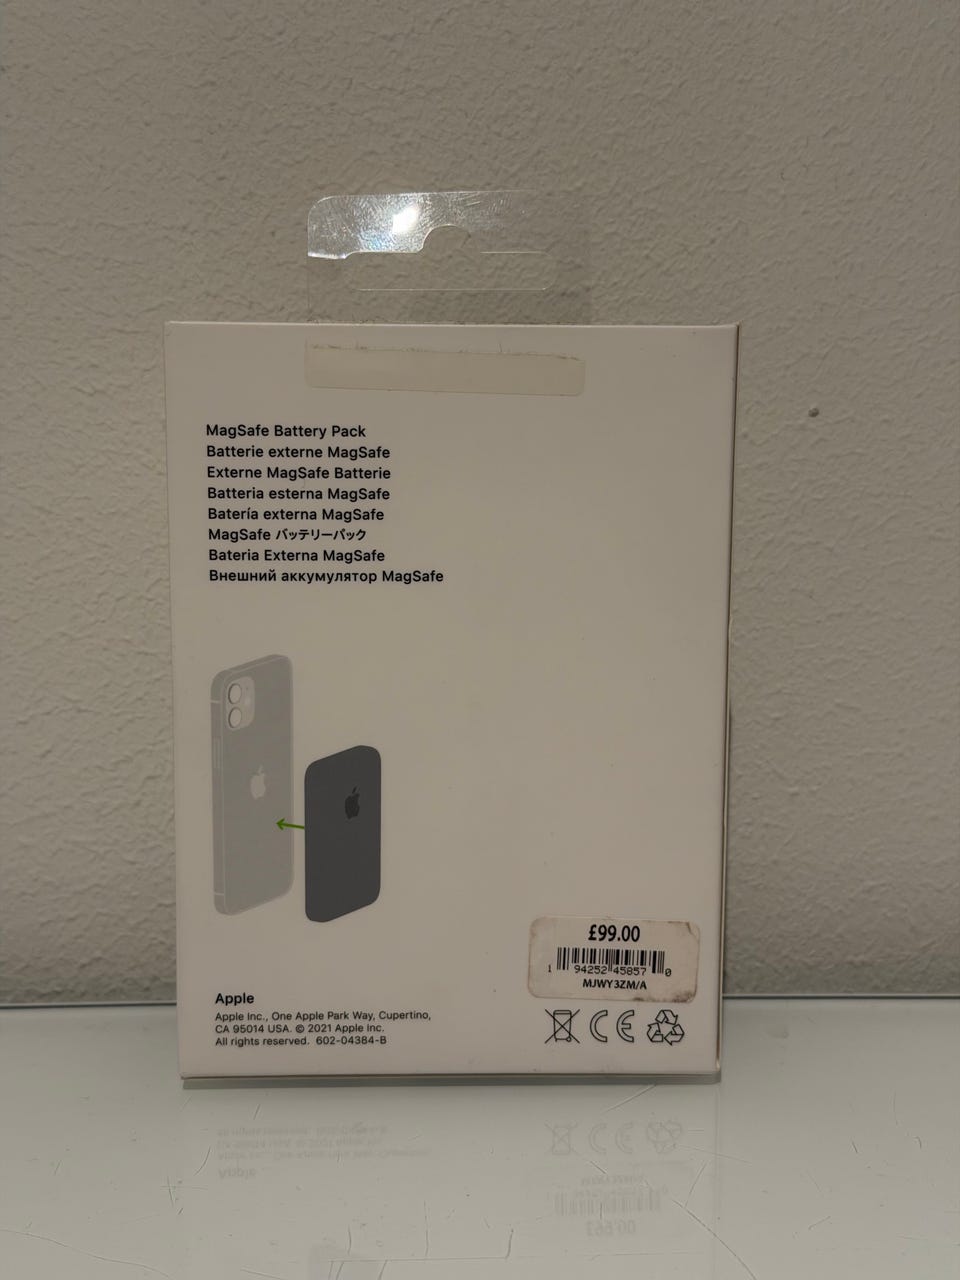 MagSafe Battery Pack
Batterie externe MagSafe
Externe MagSafe Batterie
Batteria esterna MagSafe
Batería externa MagSafe
MagSafe バッテリーパック
Bateria Externa MagSafe
Внешний аккумулятор MagSafe
£99.00
1 94252 45857 0
MJWY3ZM/A
Apple
Apple Inc., One Apple Park Way, Cupertino,
CA 95014 USA. © 2021 Apple Inc.
All rights reserved. 602-04384-B
CE